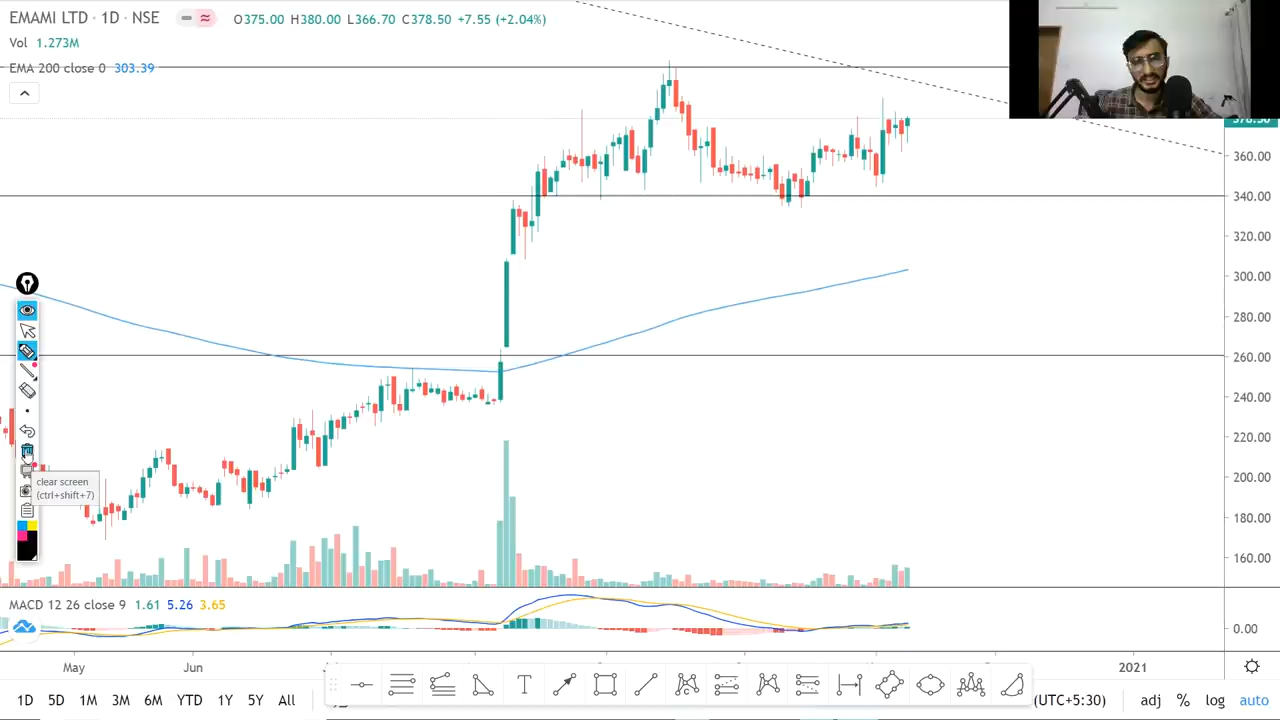 EMAMI LTD · 1D · NSE
O375.00 H380.00 L366.70 C378.50 +7.55 (+2.04%)
Vol 1.273M
EMA 200 close 0 303.39
360.00
340.00
320.00
300.00
280.00
260.00
240.00
220.00
200.00
180.00
160.00
clear screen
(ctrl+shift+7)
MACD 12 26 close 9 1.61 5.26 3.65
0.00
May
Jun
2021
1D 5D 1M 3M 6M YTD 1Y 5Y All
(UTC+5:30) adj % log auto